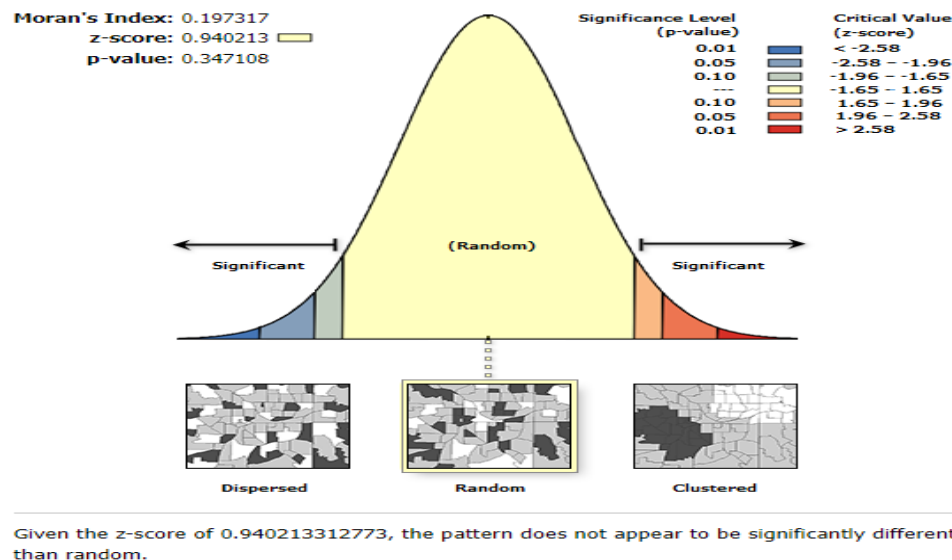 Moran's Index: 0.197317
z-score: 0.940213
p-value: 0.347108
Significance Level (p-value)
Critical Value (z-score)
0.01 < -2.58
0.05 -2.58 – -1.96
0.10 -1.96 – -1.65
--- -1.65 – 1.65
0.10 1.65 – 1.96
0.05 1.96 – 2.58
0.01 > 2.58
(Random)
Significant
Significant
Dispersed
Random
Clustered
Given the z-score of 0.940213312773, the pattern does not appear to be significantly different
than random.